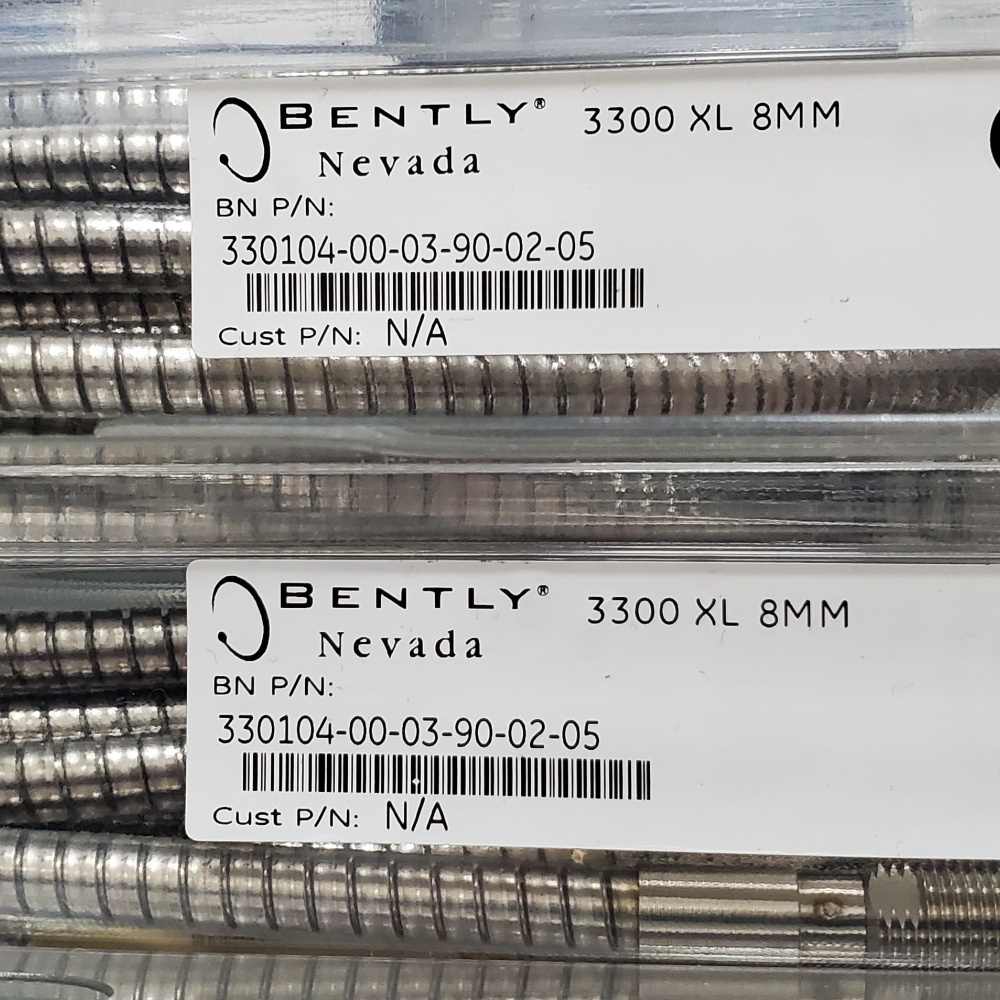 BENTLY® 3300 XL 8MM
Nevada
BN P/N:
330104-00-03-90-02-05
Cust P/N: N/A
BENTLY® 3300 XL 8MM
Nevada
BN P/N:
330104-00-03-90-02-05
Cust P/N: N/A